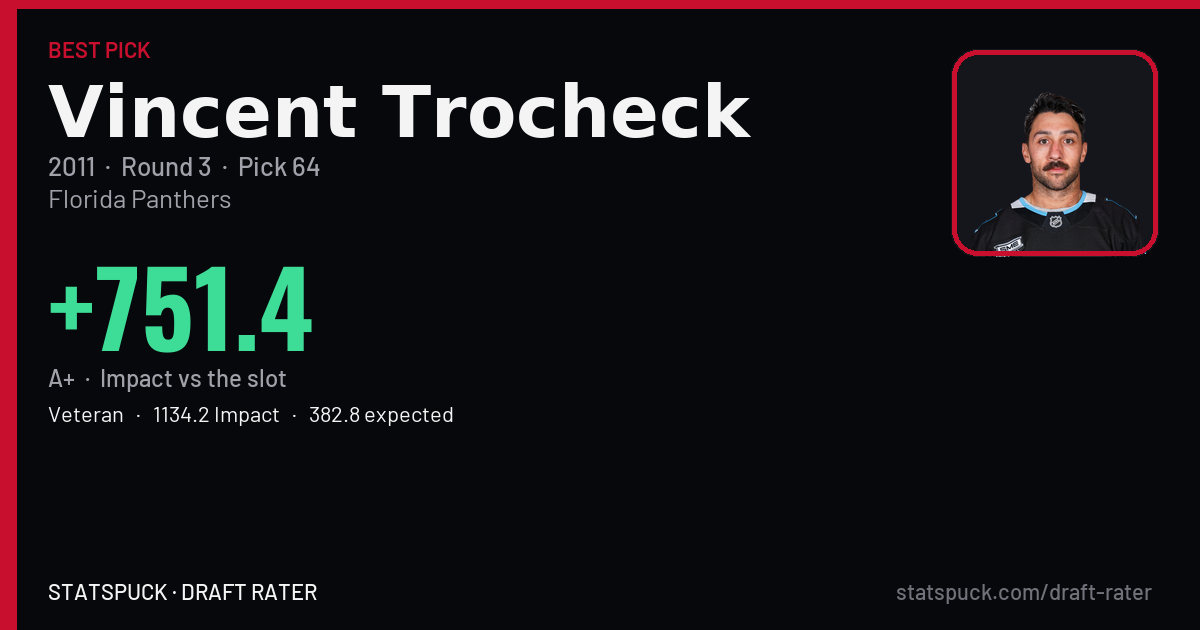 BEST PICK
Vincent Trocheck
2011 · Round 3 · Pick 64
Florida Panthers
+751.4
A+ · Impact vs the slot
Veteran · 1134.2 Impact · 382.8 expected
STATSPUCK · DRAFT RATER
statspuck.com/draft-rater